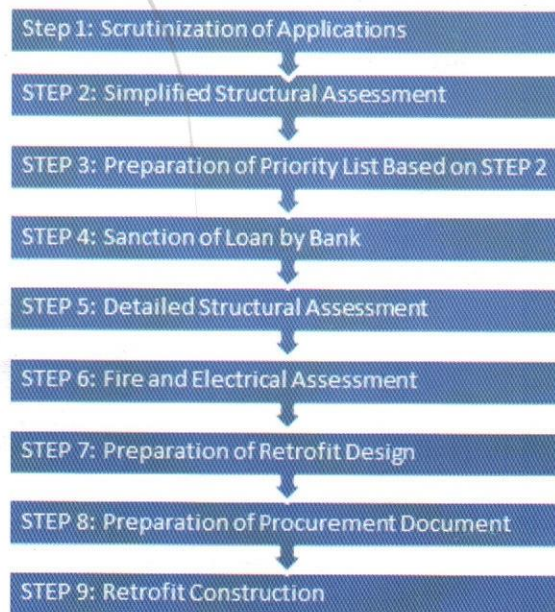 Step 1: Scrutinization of Applications
STEP 2: Simplified Structural Assessment
STEP 3: Preparation of Priority List Based on STEP 2
STEP 4: Sanction of Loan by Bank
STEP 5: Detailed Structural Assessment
STEP 6: Fire and Electrical Assessment
STEP 7: Preparation of Retrofit Design
STEP 8: Preparation of Procurement Document
STEP 9: Retrofit Construction